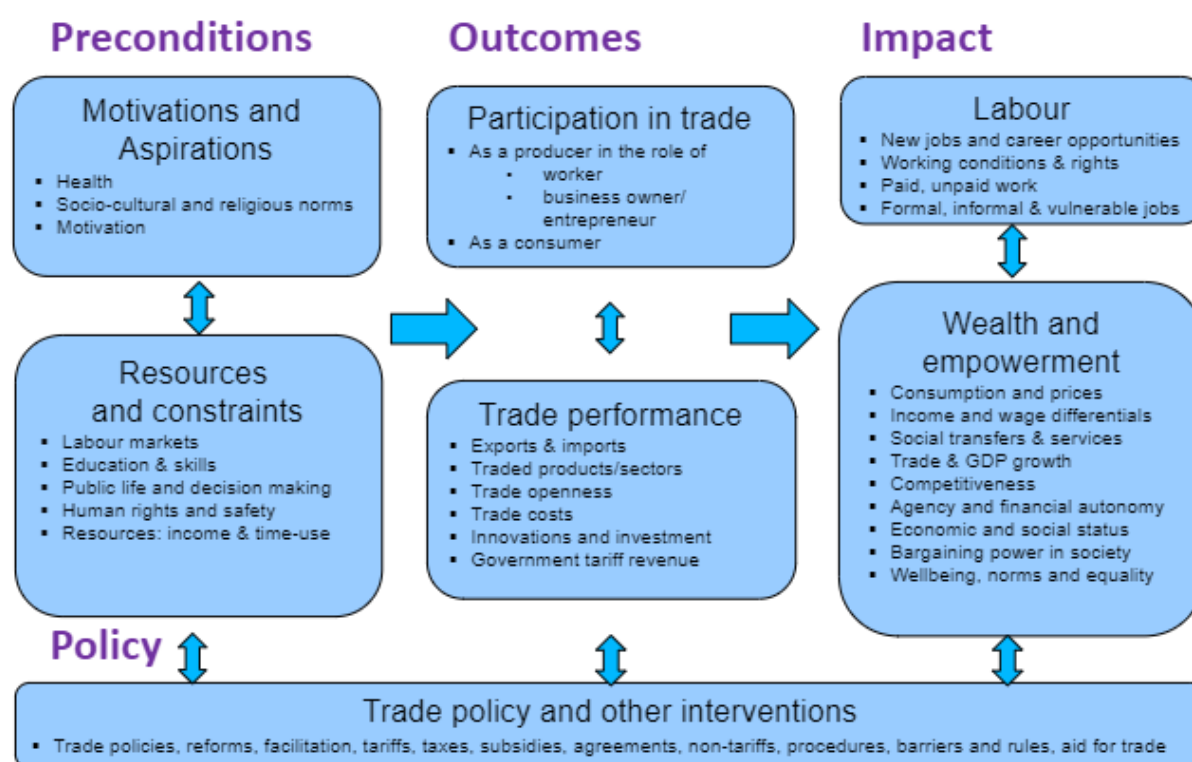 Preconditions
Motivations and
Aspirations
▪ Health
▪ Socio-cultural and religious norms
▪ Motivation
Resources
and constraints
▪ Labour markets
▪ Education & skills
▪ Public life and decision making
▪ Human rights and safety
▪ Resources: income & time-use
Outcomes
Participation in trade
▪ As a producer in the role of
▪ worker
▪ business owner/
entrepreneur
▪ As a consumer
Trade performance
▪ Exports & imports
▪ Traded products/sectors
▪ Trade openness
▪ Trade costs
▪ Innovations and investment
▪ Government tariff revenue
Impact
Labour
▪ New jobs and career opportunities
▪ Working conditions & rights
▪ Paid, unpaid work
▪ Formal, informal & vulnerable jobs
Wealth and
empowerment
▪ Consumption and prices
▪ Income and wage differentials
▪ Social transfers & services
▪ Trade & GDP growth
▪ Competitiveness
▪ Agency and financial autonomy
▪ Economic and social status
▪ Bargaining power in society
▪ Wellbeing, norms and equality
Policy
Trade policy and other interventions
▪ Trade policies, reforms, facilitation, tariffs, taxes, subsidies, agreements, non-tariffs, procedures, barriers and rules, aid for trade